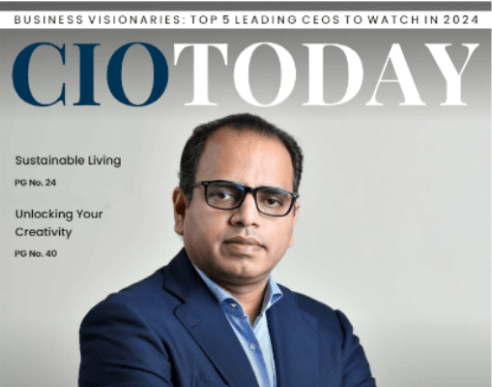 BUSINESS VISIONARIES: TOP 5 LEADING CEOS TO WATCH IN 2024
CIOTODAY
Sustainable Living
PG No. 24
Unlocking Your
Creativity
PG No. 40